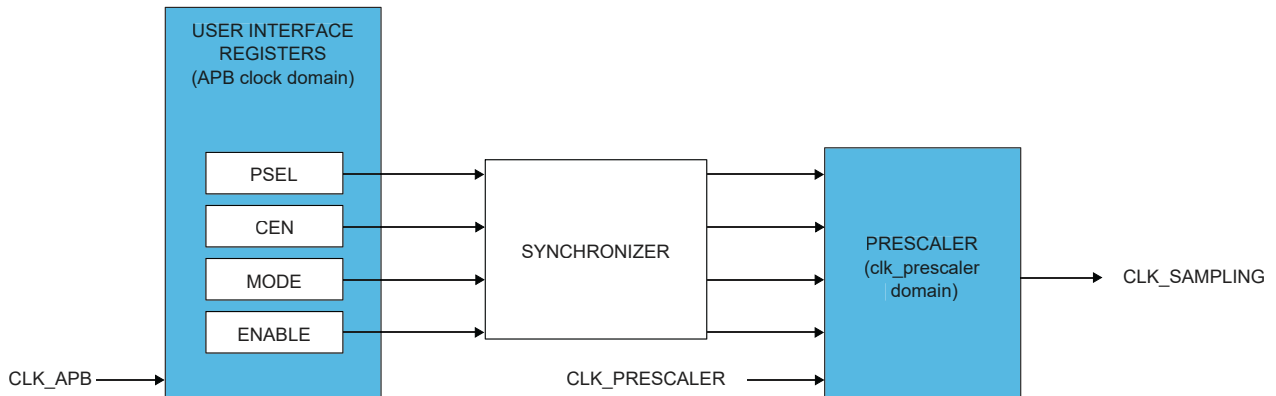 USER INTERFACE
REGISTERS
(APB clock domain)
PSEL
CEN
MODE
ENABLE
CLK_APB
SYNCHRONIZER
CLK_PRESCALER
PRESCALER
(clk_prescaler
domain)
CLK_SAMPLING